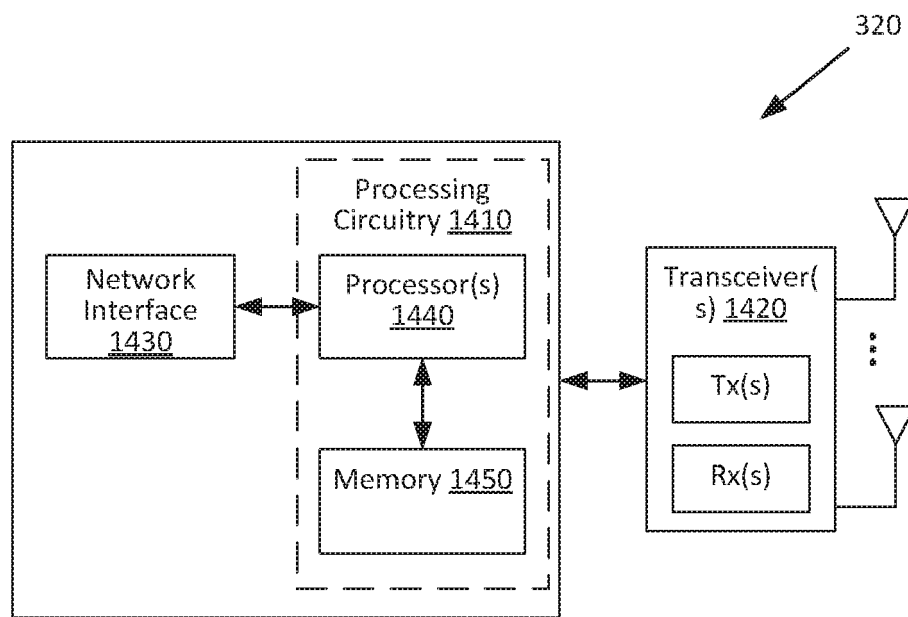 320
Processing
Circuitry 1410
Network
Interface
1430
Processor(s)
1440
Memory 1450
Transceiver(
s) 1420
Tx(s)
Rx(s)